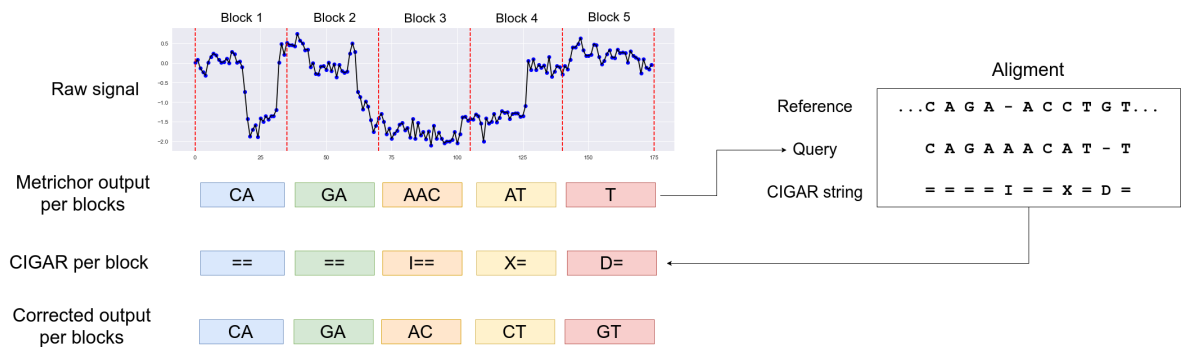 Block 1 Block 2 Block 3 Block 4 Block 5
Raw signal
0.5
0.0
−0.5
−1.0
−1.5
−2.0
0 25 50 75 100 125 150 175
Metrichor output
per blocks
CA GA AAC AT T
CIGAR per block
== == I== X= D=
Corrected output
per blocks
CA GA AC CT GT
Aligment
Reference ...C A G A - A C C T G T...
Query C A G A A A C A T - T
CIGAR string = = = = I = = X = D =